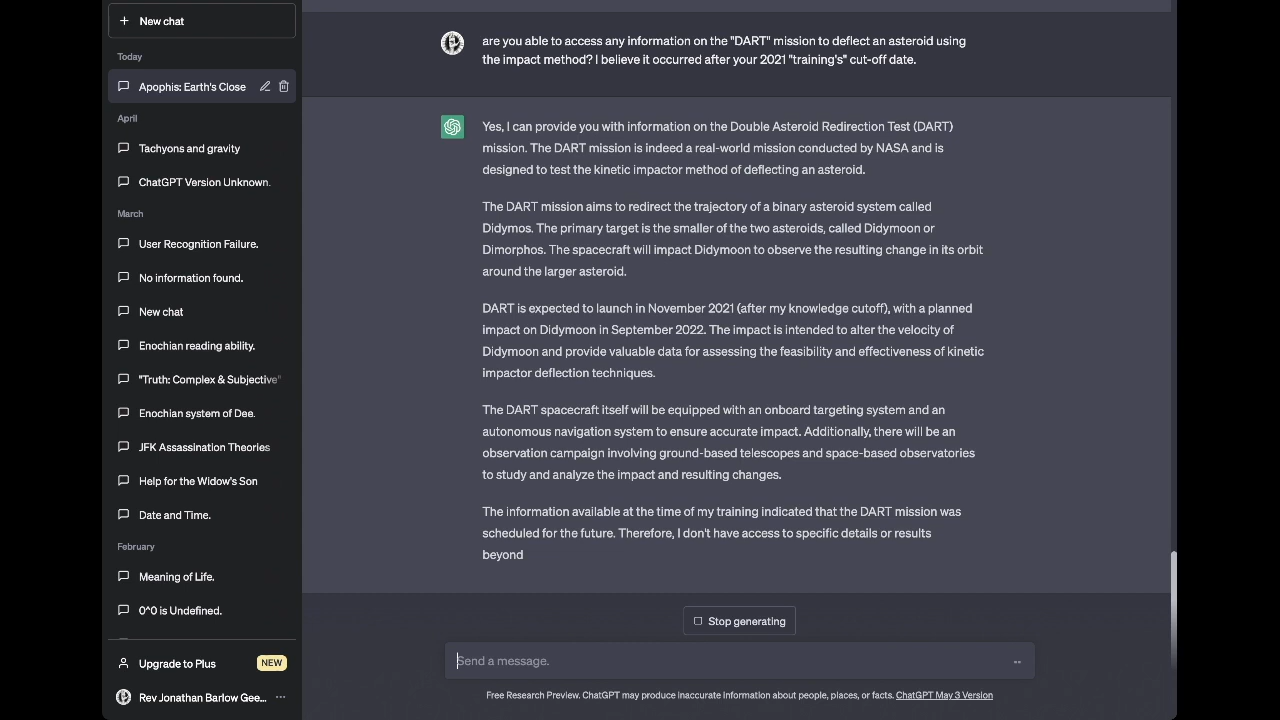 New chat
Today
Apophis: Earth's Close
April
Tachyons and gravity
ChatGPT Version Unknown.
March
User Recognition Failure.
No information found.
New chat
Enochian reading ability.
"Truth: Complex & Subjective"
Enochian system of Dee.
JFK Assassination Theories
Help for the Widow's Son
Date and Time.
February
Meaning of Life.
0^0 is Undefined.
Upgrade to Plus
NEW
Rev Jonathan Barlow Gee...
are you able to access any information on the "DART" mission to deflect an asteroid using
the impact method? I believe it occurred after your 2021 "training's" cut-off date.
Yes, I can provide you with information on the Double Asteroid Redirection Test (DART)
mission. The DART mission is indeed a real-world mission conducted by NASA and is
designed to test the kinetic impactor method of deflecting an asteroid.
The DART mission aims to redirect the trajectory of a binary asteroid system called
Didymos. The primary target is the smaller of the two asteroids, called Didymoon or
Dimorphos. The spacecraft will impact Didymoon to observe the resulting change in its orbit
around the larger asteroid.
DART is expected to launch in November 2021 (after my knowledge cutoff), with a planned
impact on Didymoon in September 2022. The impact is intended to alter the velocity of
Didymoon and provide valuable data for assessing the feasibility and effectiveness of kinetic
impactor deflection techniques.
The DART spacecraft itself will be equipped with an onboard targeting system and an
autonomous navigation system to ensure accurate impact. Additionally, there will be an
observation campaign involving ground-based telescopes and space-based observatories
to study and analyze the impact and resulting changes.
The information available at the time of my training indicated that the DART mission was
scheduled for the future. Therefore, I don't have access to specific details or results
beyond
Stop generating
Send a message.
Free Research Preview. ChatGPT may produce inaccurate information about people, places, or facts. ChatGPT May 3 Version